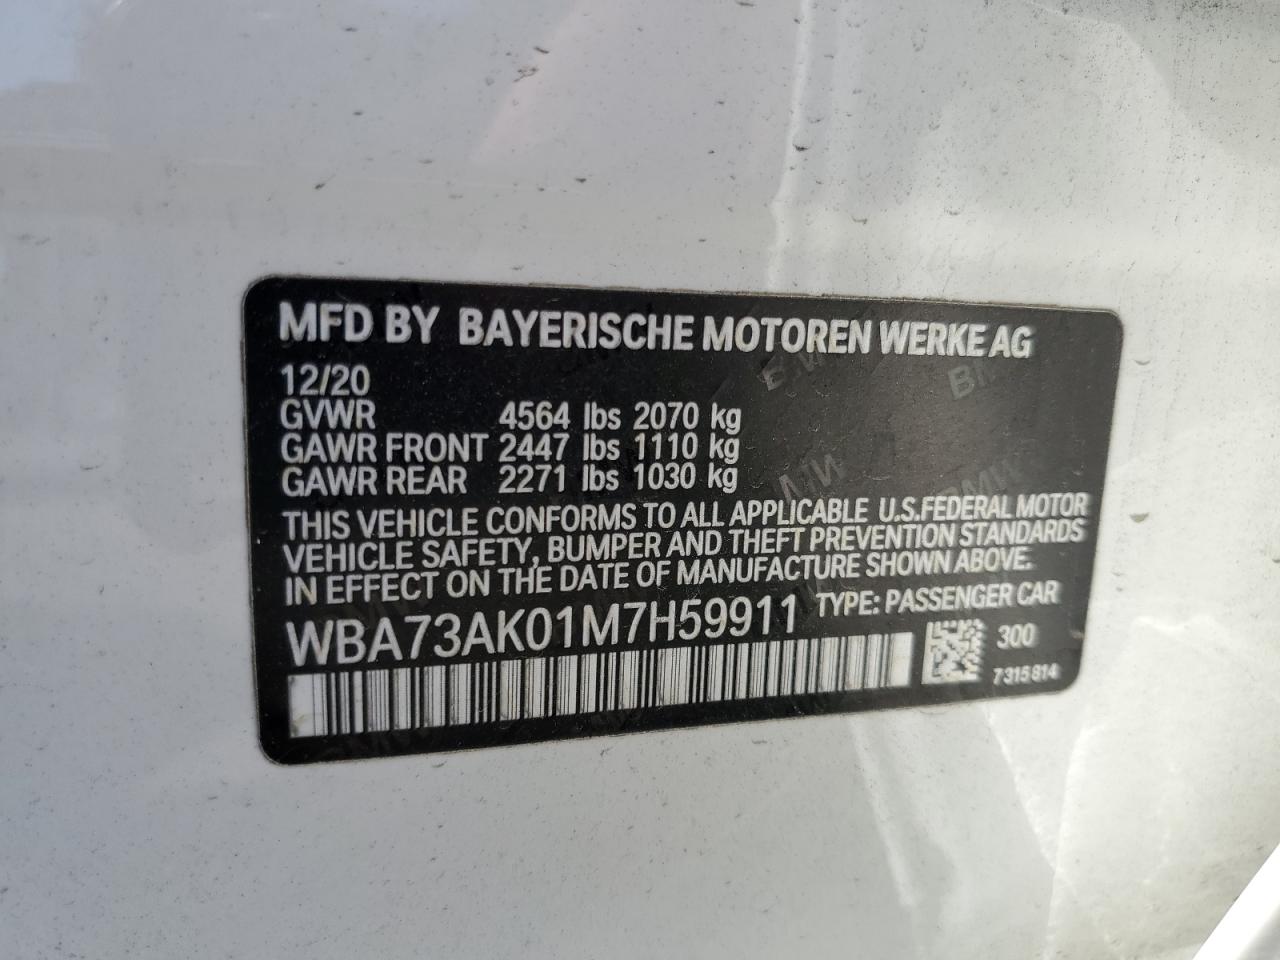 MFD BY BAYERISCHE MOTOREN WERKE AG
12/20
GVWR 4564 lbs 2070 kg
GAWR FRONT 2447 lbs 1110 kg
GAWR REAR 2271 lbs 1030 kg
THIS VEHICLE CONFORMS TO ALL APPLICABLE U.S.FEDERAL MOTOR
VEHICLE SAFETY, BUMPER AND THEFT PREVENTION STANDARDS
IN EFFECT ON THE DATE OF MANUFACTURE SHOWN ABOVE.
WBA73AK01M7H59911 TYPE: PASSENGER CAR
300
7315814